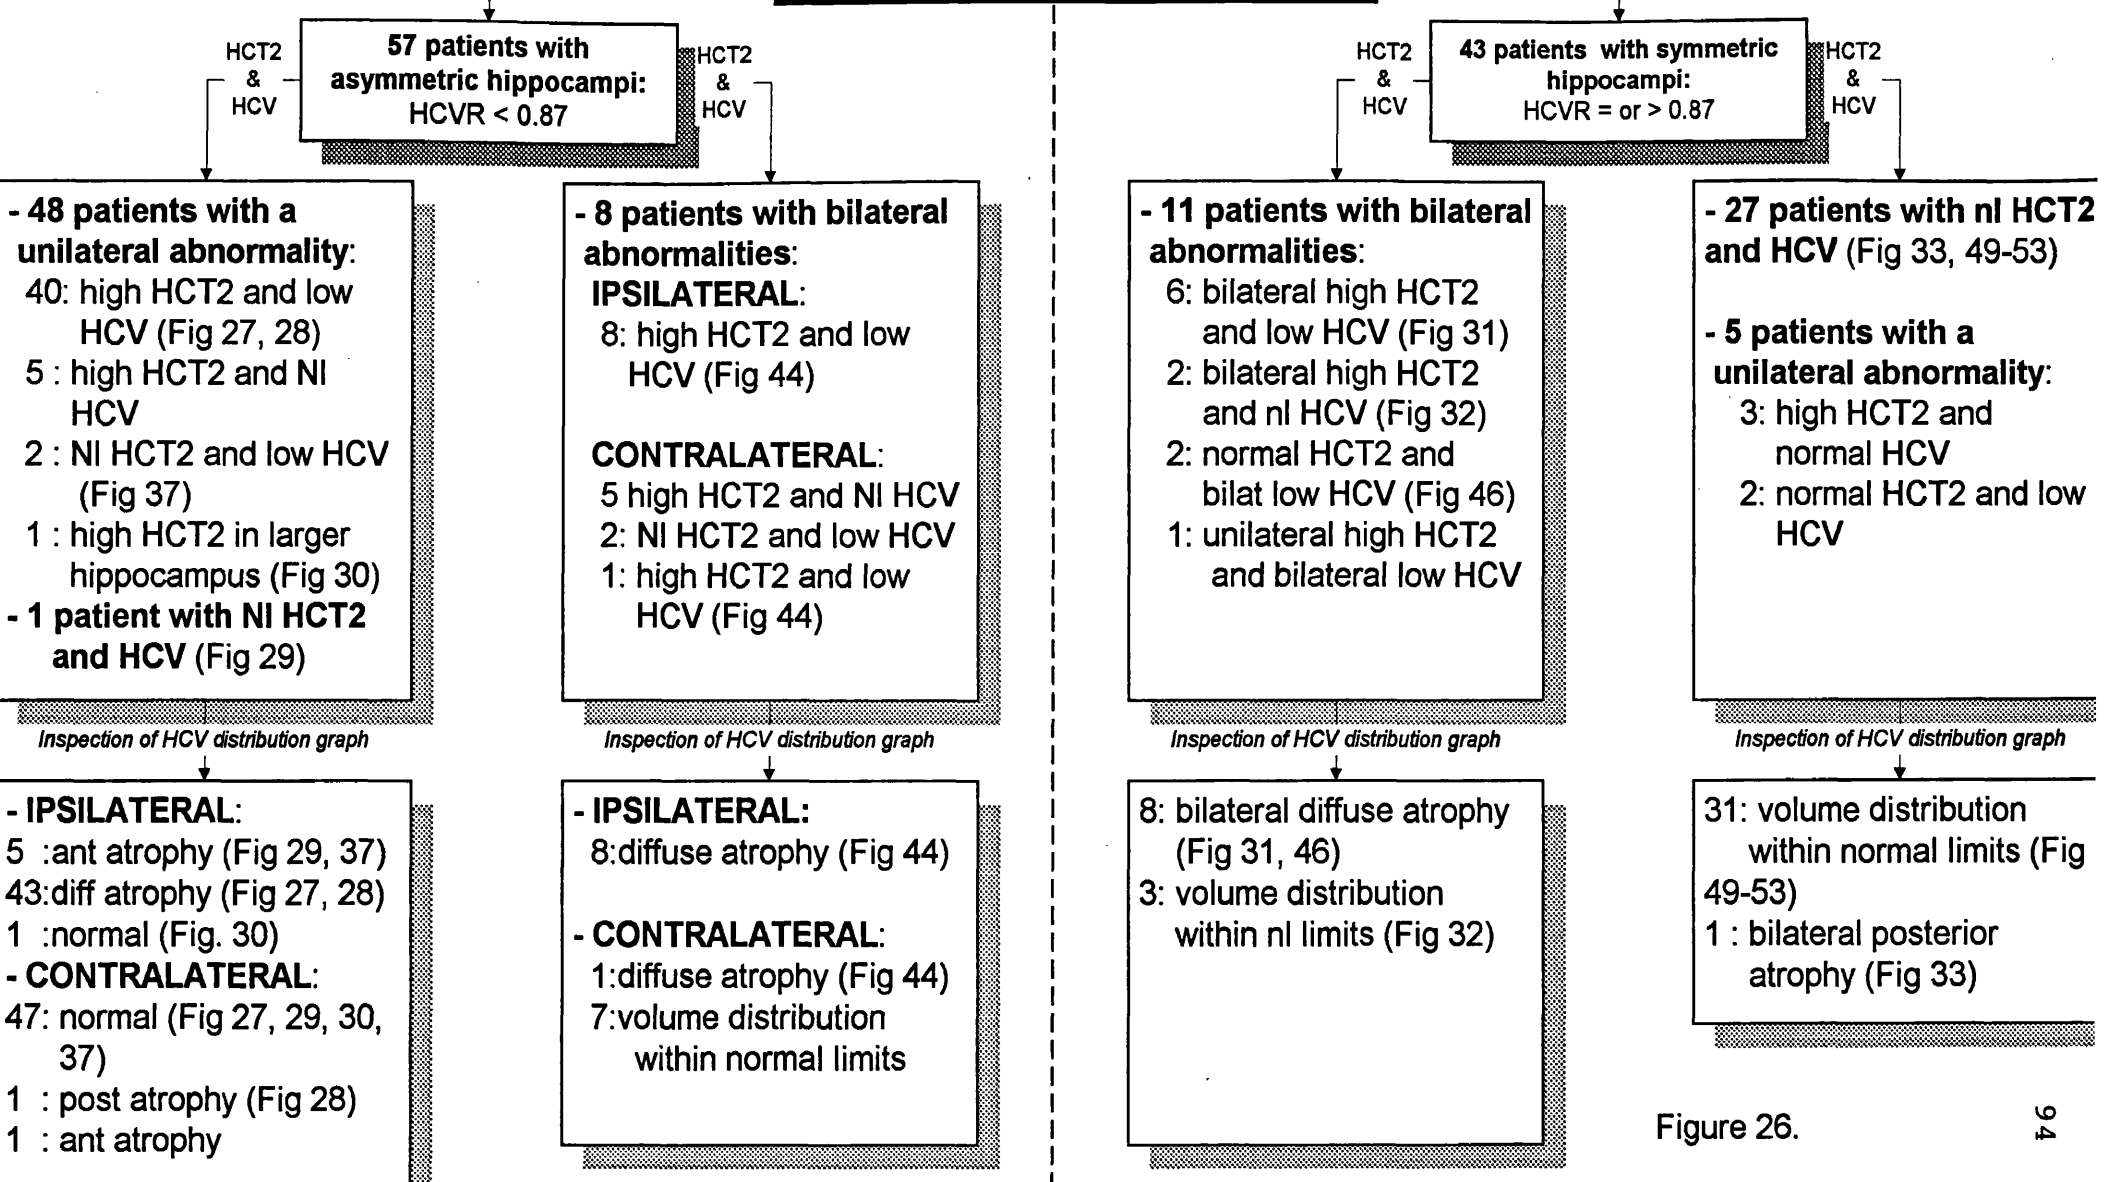 57 patients with
asymmetric hippocampi:
HCVR < 0.87
HCT2
&
HCV
HCT2
&
HCV
- 48 patients with a
unilateral abnormality:
40: high HCT2 and low
HCV (Fig 27, 28)
5 : high HCT2 and Nl
HCV
2 : Nl HCT2 and low HCV
(Fig 37)
1 : high HCT2 in larger
hippocampus (Fig 30)
- 1 patient with Nl HCT2
and HCV (Fig 29)
Inspection of HCV distribution graph
- IPSILATERAL:
5 :ant atrophy (Fig 29, 37)
43:diff atrophy (Fig 27, 28)
1 :normal (Fig. 30)
- CONTRALATERAL:
47: normal (Fig 27, 29, 30,
37)
1 : post atrophy (Fig 28)
1 : ant atrophy
- 8 patients with bilateral
abnormalities:
IPSILATERAL:
8: high HCT2 and low
HCV (Fig 44)
CONTRALATERAL:
5 high HCT2 and Nl HCV
2: Nl HCT2 and low HCV
1: high HCT2 and low
HCV (Fig 44)
Inspection of HCV distribution graph
- IPSILATERAL:
8:diffuse atrophy (Fig 44)
- CONTRALATERAL:
1:diffuse atrophy (Fig 44)
7:volume distribution
within normal limits
43 patients with symmetric
hippocampi:
HCVR = or > 0.87
HCT2
&
HCV
HCT2
&
HCV
- 11 patients with bilateral
abnormalities:
6: bilateral high HCT2
and low HCV (Fig 31)
2: bilateral high HCT2
and nl HCV (Fig 32)
2: normal HCT2 and
bilat low HCV (Fig 46)
1: unilateral high HCT2
and bilateral low HCV
Inspection of HCV distribution graph
8: bilateral diffuse atrophy
(Fig 31, 46)
3: volume distribution
within nl limits (Fig 32)
- 27 patients with nl HCT2
and HCV (Fig 33, 49-53)
- 5 patients with a
unilateral abnormality:
3: high HCT2 and
normal HCV
2: normal HCT2 and low
HCV
Inspection of HCV distribution graph
31: volume distribution
within normal limits (Fig
49-53)
1 : bilateral posterior
atrophy (Fig 33)
Figure 26.
94